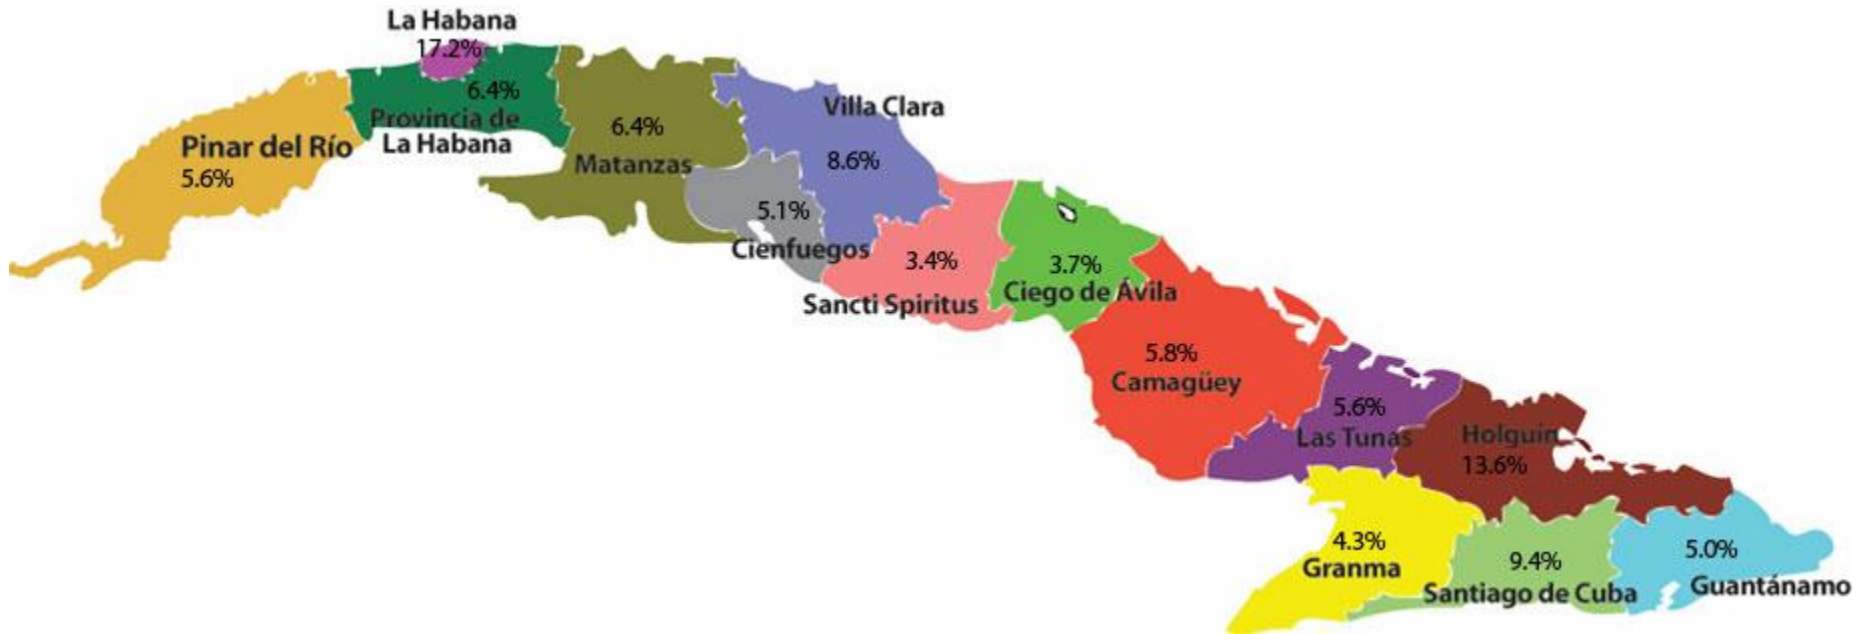 La Habana
17.2%
6.4%
Provincia de
La Habana
Pinar del Río
5.6%
6.4%
Matanzas
Villa Clara
8.6%
5.1%
Cienfuegos
3.4%
Sancti Spiritus
3.7%
Ciego de Ávila
5.8%
Camagüey
5.6%
Las Tunas
Holguín
13.6%
4.3%
Granma
9.4%
Santiago de Cuba
5.0%
Guantánamo